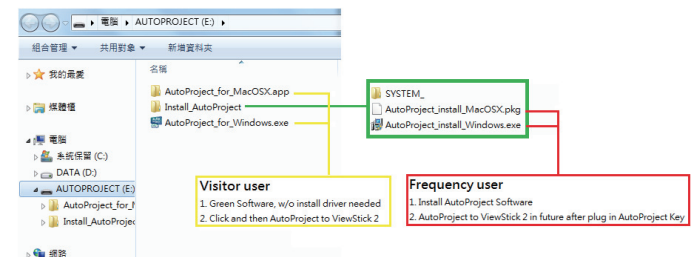 電腦 ▸ AUTOPROJECT (E:) ▸
組合管理 ▼ 共用對象 ▼ 新增資料夾
我的最愛
媒體櫃
電腦
系統保留 (C:)
DATA (D:)
AUTOPROJECT (E:)
AutoProject_for_M
Install_AutoProjec
網路
名稱
AutoProject_for_MacOSX.app
Install_AutoProject
AutoProject_for_Windows.exe
SYSTEM_
AutoProject_install_MacOSX.pkg
AutoProject_install_Windows.exe
Visitor user
1. Green Software, w/o install driver needed
2. Click and then AutoProject to ViewStick 2
Frequency user
1. Install AutoProject Software
2. AutoProject to ViewStick 2 in future after plug in AutoProject Key